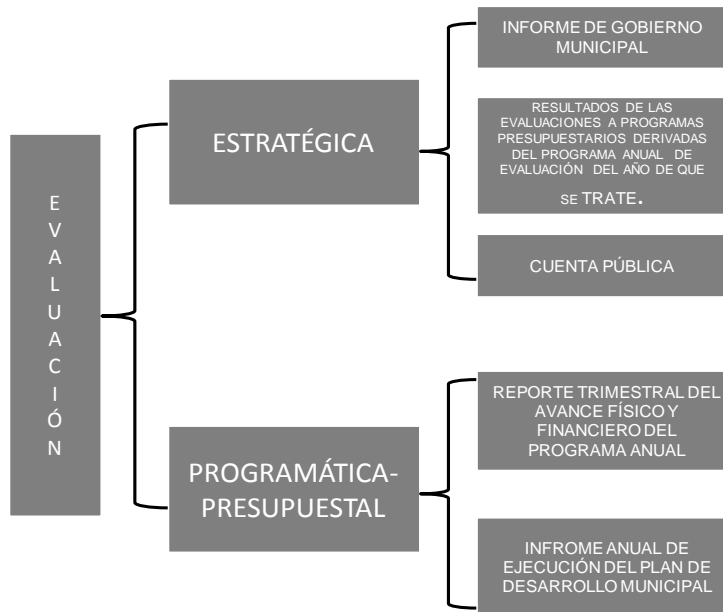 EVALUACIÓN
ESTRATÉGICA
INFORME DE GOBIERNO
MUNICIPAL
RESULTADOS DE LAS
EVALUACIONES A PROGRAMAS
PRESUPUESTARIOS DERIVADAS
DEL PROGRAMA ANUAL DE
EVALUACIÓN DEL AÑO DE QUE
SE TRATE.
CUENTA PÚBLICA
PROGRAMÁTICA-
PRESUPUESTAL
REPORTE TRIMESTRAL DEL
AVANCE FÍSICO Y
FINANCIERO DEL
PROGRAMA ANUAL
INFROME ANUAL DE
EJECUCIÓN DEL PLAN DE
DESARROLLO MUNICIPAL